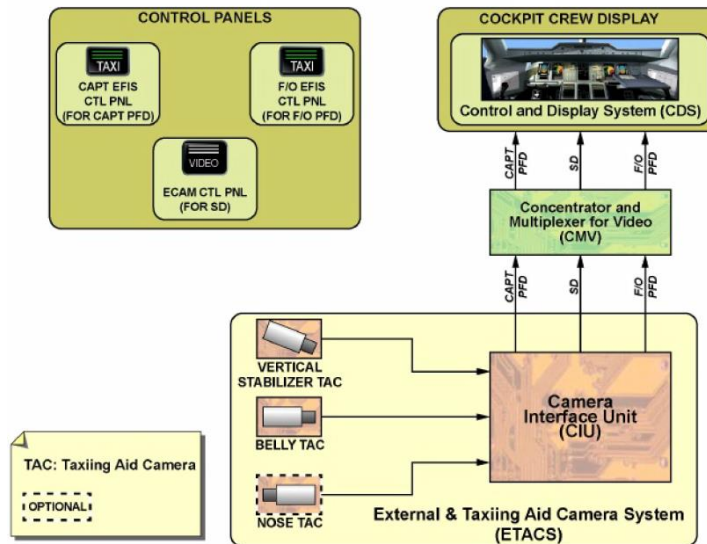 CONTROL PANELS
TAXI
CAPT EFIS
CTL PNL
(FOR CAPT PFD)
TAXI
F/O EFIS
CTL PNL
(FOR F/O PFD)
VIDEO
ECAM CTL PNL
(FOR SD)
COCKPIT CREW DISPLAY
Control and Display System (CDS)
CAPT
PFD
SD
F/O
PFD
Concentrator and
Multiplexer for Video
(CMV)
CAPT
PFD
SD
F/O
PFD
VERTICAL
STABILIZER TAC
BELLY TAC
NOSE TAC
Camera
Interface Unit
(CIU)
External & Taxiing Aid Camera System
(ETACS)
TAC: Taxiing Aid Camera
OPTIONAL